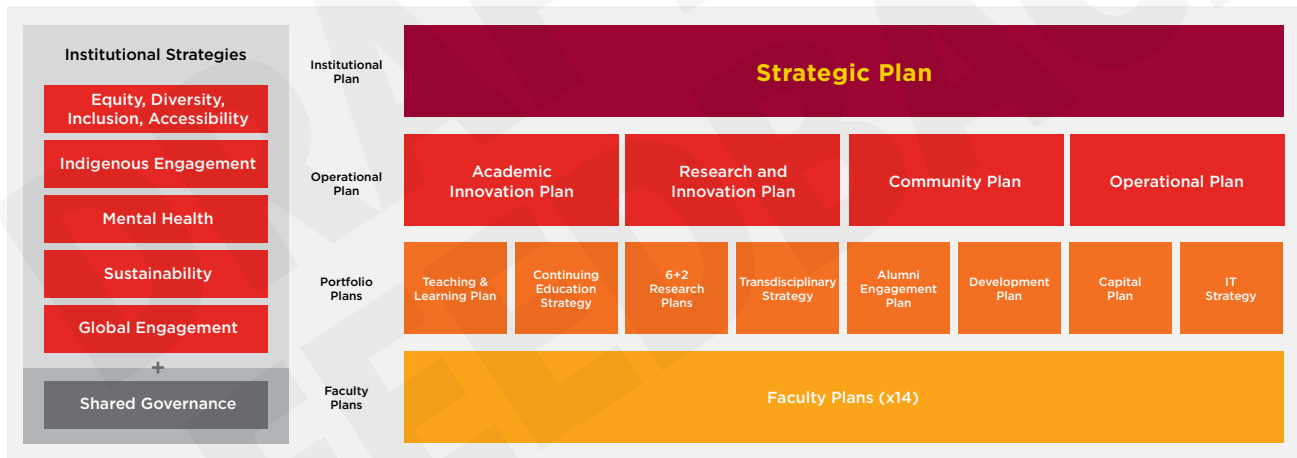 Institutional Strategies
Equity, Diversity,
Inclusion, Accessibility
Indigenous Engagement
Mental Health
Sustainability
Global Engagement
+
Shared Governance
Institutional
Plan
Strategic Plan
Operational
Plan
Academic
Innovation Plan
Research and
Innovation Plan
Community Plan
Operational Plan
Portfolio
Plans
Teaching &
Learning Plan
Continuing
Education
Strategy
6+2
Research
Plans
Transdisciplinary
Strategy
Alumni
Engagement
Plan
Development
Plan
Capital
Plan
IT
Strategy
Faculty
Plans
Faculty Plans (x14)